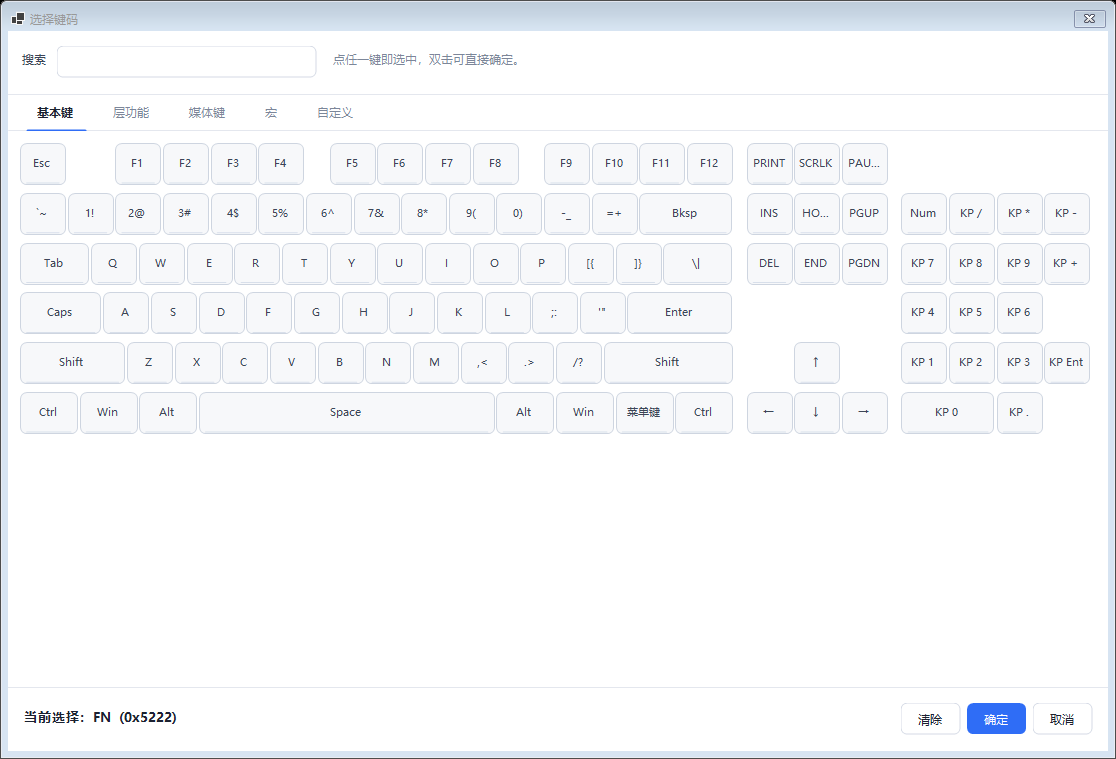 选择键码
搜索 点任一键即选中，双击可直接确定。
基本键 层功能 媒体键 宏 自定义
Esc F1 F2 F3 F4 F5 F6 F7 F8 F9 F10 F11 F12 PRINT SCRLK PAU...
`~ 1! 2@ 3# 4$ 5% 6^ 7& 8* 9( 0) -_ =+ Bksp INS HO... PGUP Num KP / KP * KP -
Tab Q W E R T Y U I O P [{ ]} \| DEL END PGDN KP 7 KP 8 KP 9 KP +
Caps A S D F G H J K L ;: '" Enter KP 4 KP 5 KP 6
Shift Z X C V B N M ,< .> /? Shift ↑ KP 1 KP 2 KP 3 KP Ent
Ctrl Win Alt Space Alt Win 菜单键 Ctrl ← ↓ → KP 0 KP .
当前选择：FN（0x5222） 清除 确定 取消